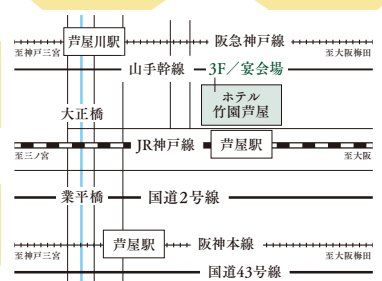 芦屋川駅
阪急神戸線
至神戸三宮
至大阪梅田
山手幹線
3F／宴会場
ホテル
竹園芦屋
大正橋
JR神戸線
芦屋駅
至三ノ宮
至大阪
業平橋
国道2号線
芦屋駅
阪神本線
至神戸三宮
至大阪梅田
国道43号線